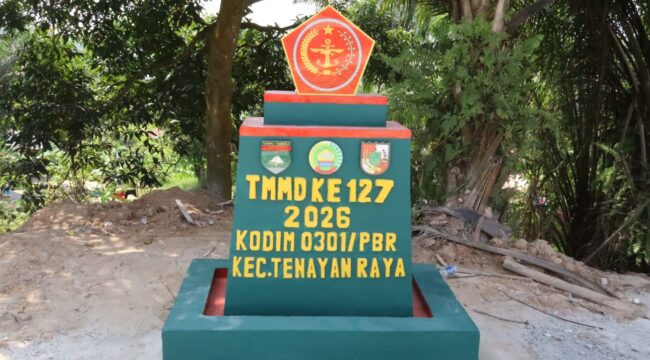 TMMD KE 127
2026
KODIM 0301/PBR
KEC.TENAYAN RAYA